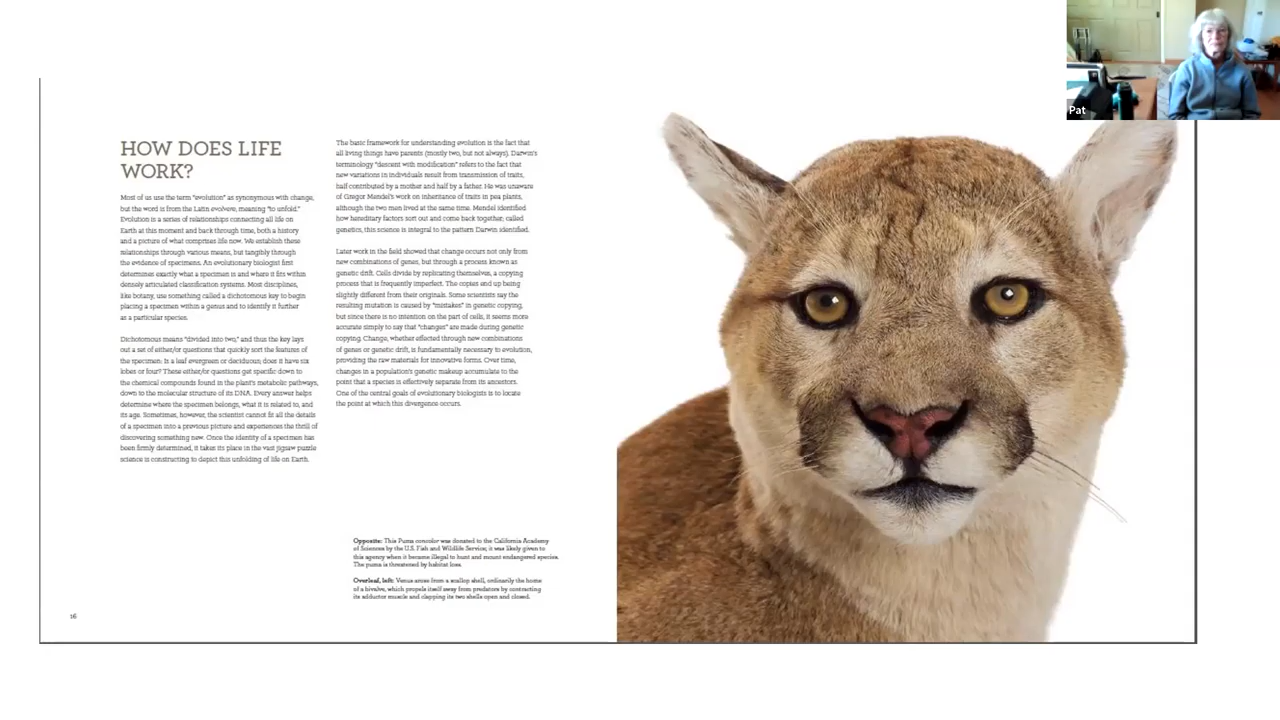 HOW DOES LIFE
WORK?
Most of us use the term "evolution" as synonymous with change,
but the word is from the Latin evolvere, meaning "to unfold."
Evolution is a series of relationships connecting all life on
Earth at this moment and back through time, both a history
and a picture of what comprises life now. We establish these
relationships through various means, but tangibly through
the evidence of specimens. An evolutionary biologist first
determines exactly what a specimen is and where it fits within
densely articulated classification systems. Most disciplines,
like botany, use something called a dichotomous key to begin
placing a specimen within a genus and to identify it further
as a particular species.
Dichotomous means "divided into two," and thus the key lays
out a set of either/or questions that quickly sort the features of
the specimen: Is a leaf evergreen or deciduous; does it have six
lobes or four? These either/or questions get specific down to
the chemical compounds found in the plant's metabolic pathways,
down to the molecular structure of its DNA. Every answer helps
determine where the specimen belongs, what it is related to, and
its age. Sometimes, however, the scientist cannot fit all the details
of a specimen into a previous picture and experiences the thrill of
discovering something new. Once the identity of a specimen has
been firmly determined, it takes its place in the vast jigsaw puzzle
science is constructing to depict this unfolding of life on Earth.
The basic framework for understanding evolution is the fact that
all living things have parents (mostly two, but not always). Darwin's
terminology "descent with modification" refers to the fact that
new variations in individuals result from transmission of traits,
half contributed by a mother and half by a father. He was unaware
of Gregor Mendel's work on inheritance of traits in pea plants,
although the two men lived at the same time. Mendel identified
how hereditary factors sort out and come back together; called
genetics, this science is integral to the pattern Darwin identified.
Later work in the field showed that change occurs not only from
new combinations of genes, but through a process known as
genetic drift. Cells divide by replicating themselves, a copying
process that is frequently imperfect. The copies end up being
slightly different from their originals. Some scientists say the
resulting mutation is caused by "mistakes" in genetic copying,
but since there is no intention on the part of cells, it seems more
accurate simply to say that "changes" are made during genetic
copying. Change, whether effected through new combinations
of genes or genetic drift, is fundamentally necessary to evolution,
providing the raw materials for innovative forms. Over time,
changes in a population's genetic makeup accumulate to the
point that a species is effectively separate from its ancestors.
One of the central goals of evolutionary biologists is to locate
the point at which this divergence occurs.
Opposite: This Puma concolor was donated to the California Academy
of Sciences by the U.S. Fish and Wildlife Service; it was likely given to
this agency when it became illegal to hunt and mount endangered species.
The puma is threatened by habitat loss.
Overleaf, left: Venus arose from a scallop shell, ordinarily the home
of a bivalve, which propels itself away from predators by contracting
its adductor muscle and clapping its two shells open and closed.
16
Pat